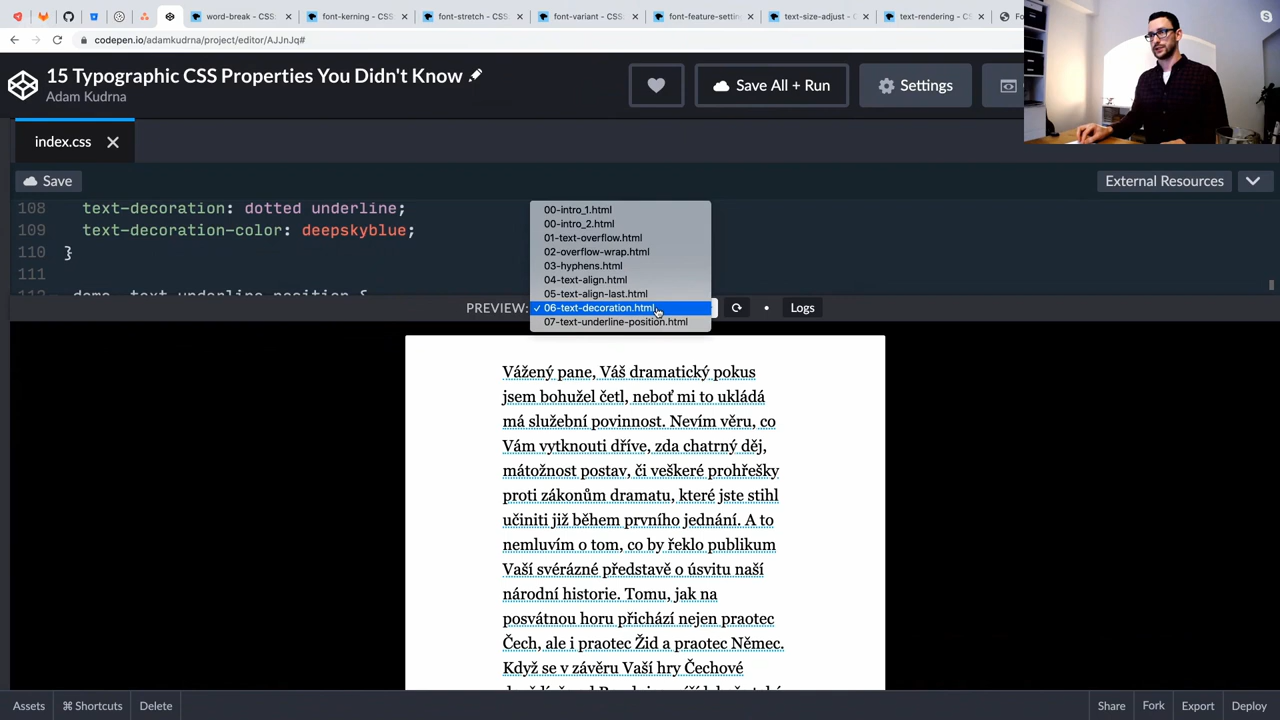 word-break - CSS:
font-kerning - CSS:
font-stretch - CSS:
font-variant - CSS:
font-feature-settin
text-size-adjust - CSS
text-rendering - CSS
codepen.io/adamkudrna/project/editor/AJJnJq#
15 Typographic CSS Properties You Didn't Know
Adam Kudrna
Save All + Run
Settings
index.css
Save
External Resources
108 text-decoration: dotted underline;
109 text-decoration-color: deepskyblue;
110 }
111
00-intro_1.html
00-intro_2.html
01-text-overflow.html
02-overflow-wrap.html
03-hyphens.html
04-text-align.html
05-text-align-last.html
PREVIEW: ✓ 06-text-decoration.html
07-text-underline-position.html
Logs
Vážený pane, Váš dramatický pokus
jsem bohužel četl, neboť mi to ukládá
má služební povinnost. Nevím věru, co
Vám vytknouti dříve, zda chatrný děj,
mátožnost postav, či veškeré prohřešky
proti zákonům dramatu, které jste stihl
učiniti již během prvního jednání. A to
nemluvím o tom, co by řeklo publikum
Vaší svérázné představě o úsvitu naší
národní historie. Tomu, jak na
posvátnou horu přichází nejen praotec
Čech, ale i praotec Žid a praotec Němec.
Když se v závěru Vaší hry Čechové
Assets
⌘ Shortcuts
Delete
Share
Fork
Export
Deploy